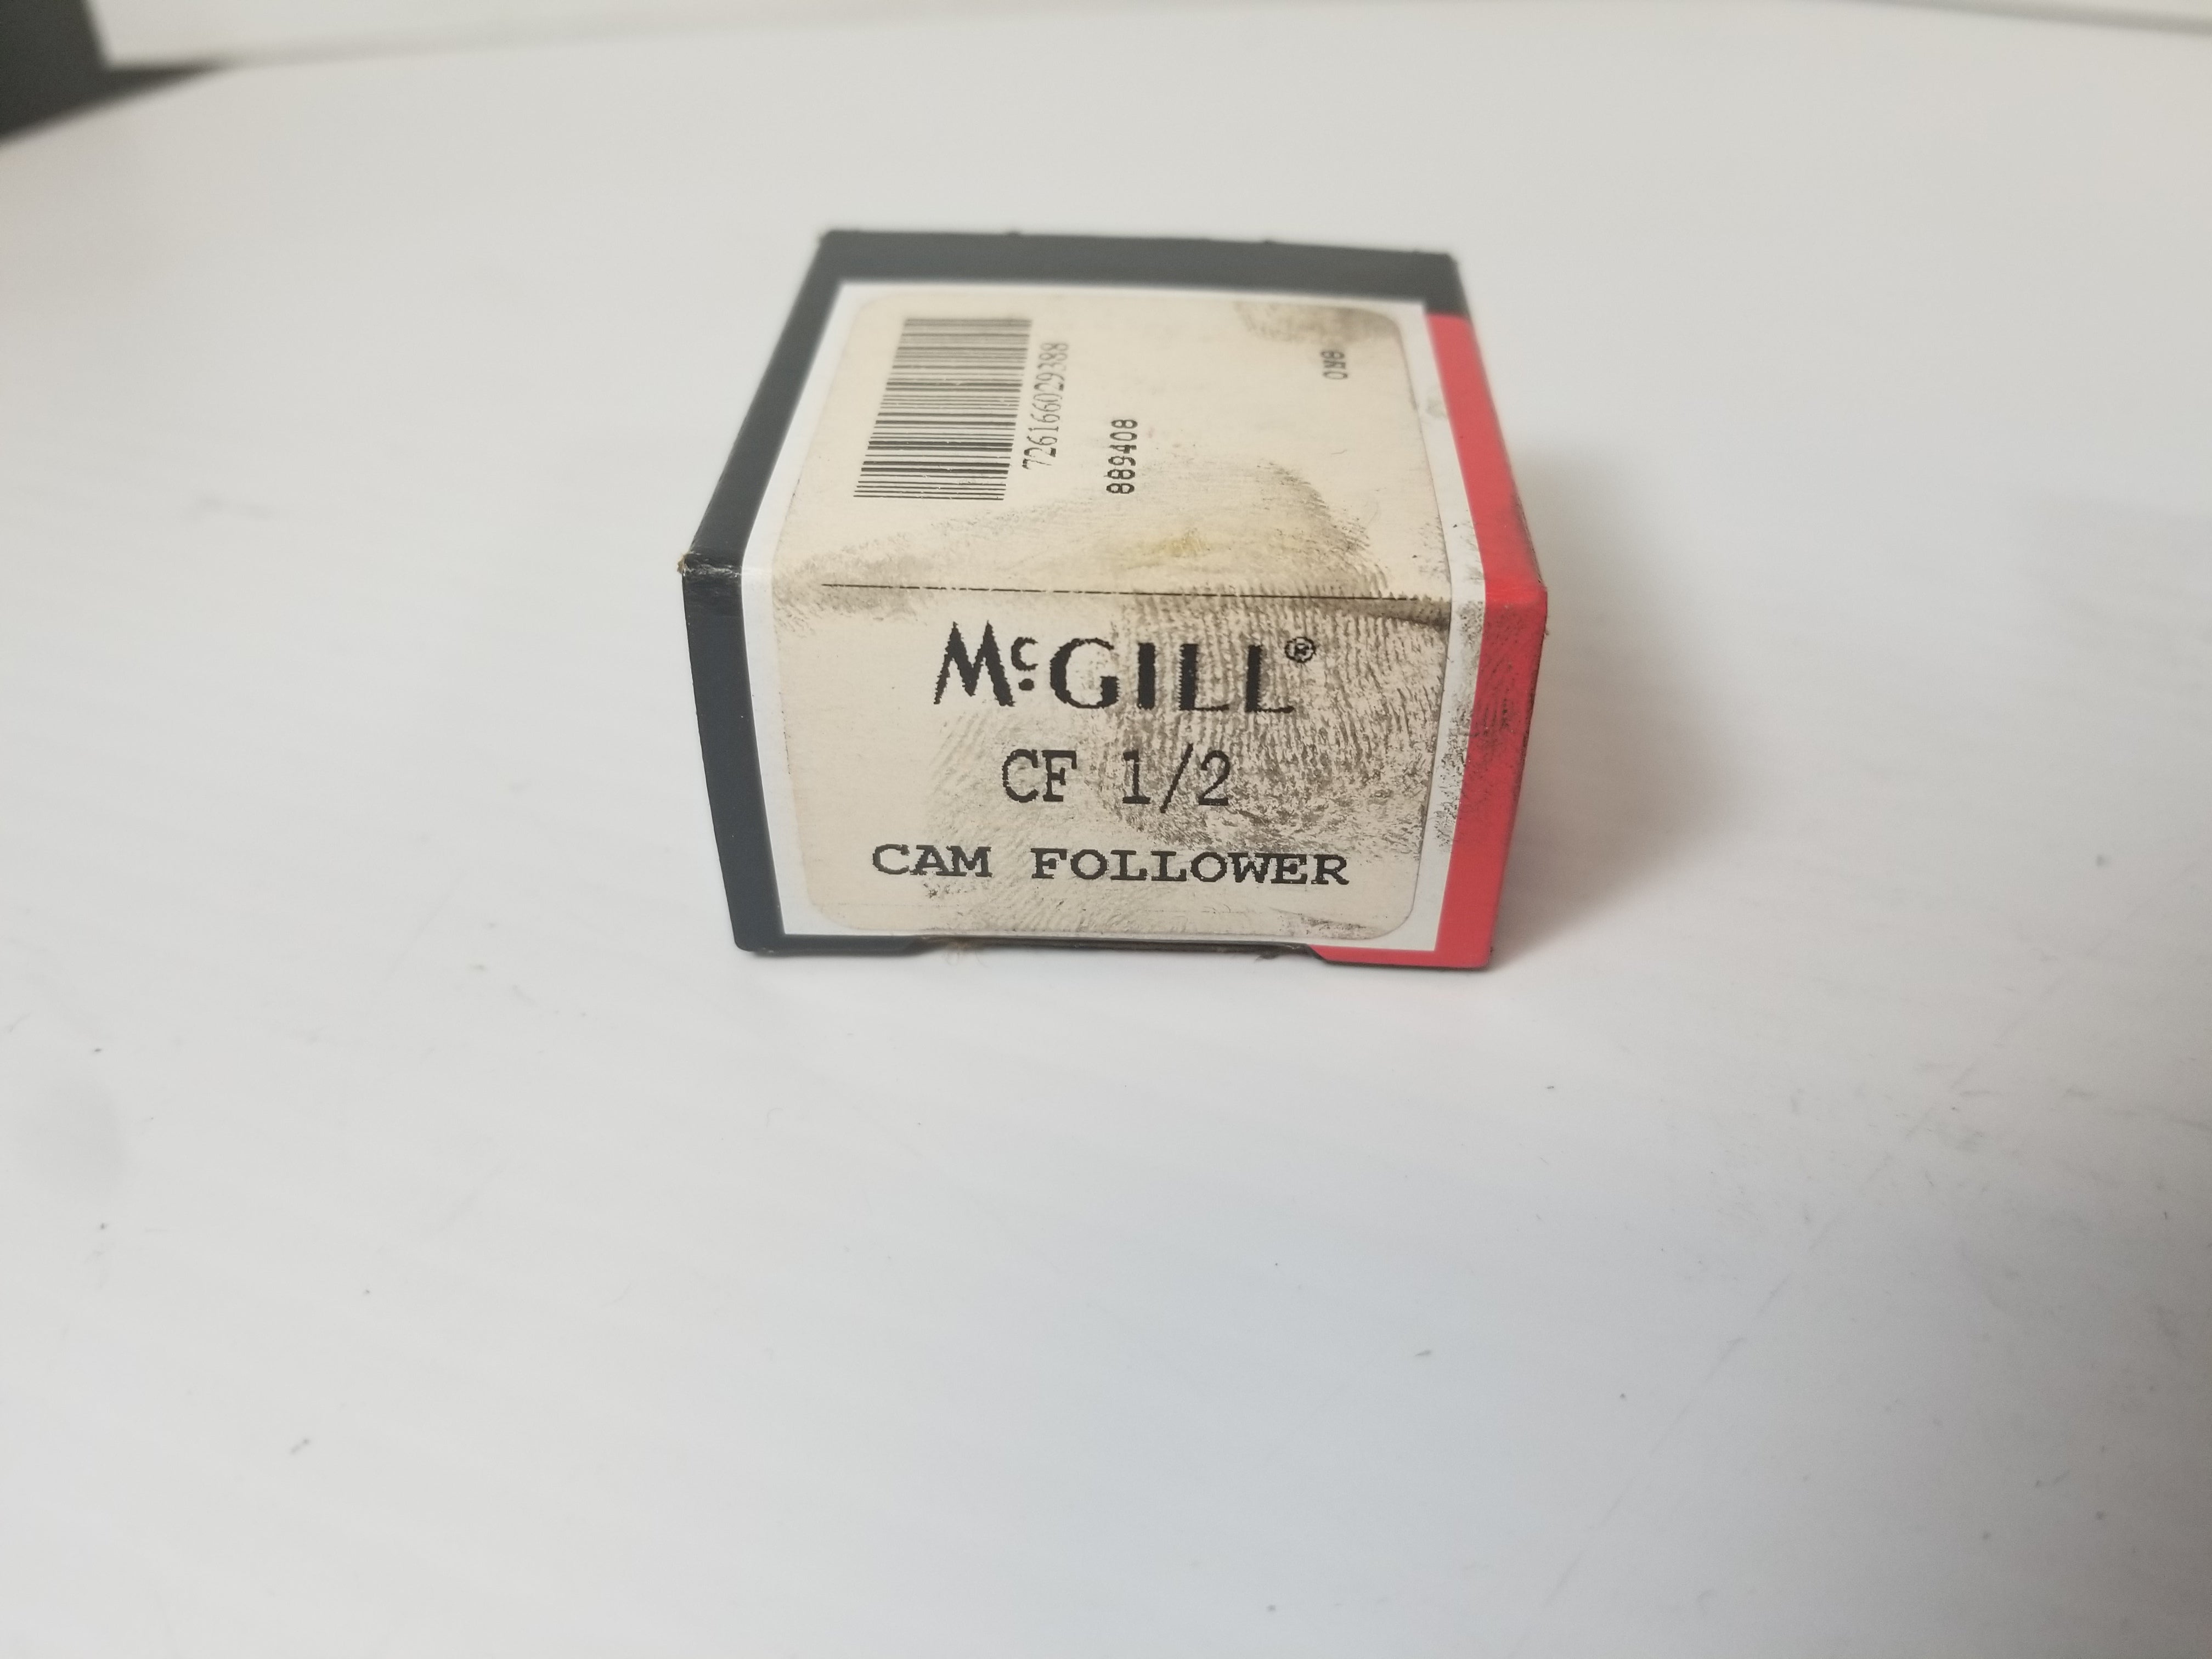 726166029388
889408
McGILL®
CF 1/2
CAM FOLLOWER